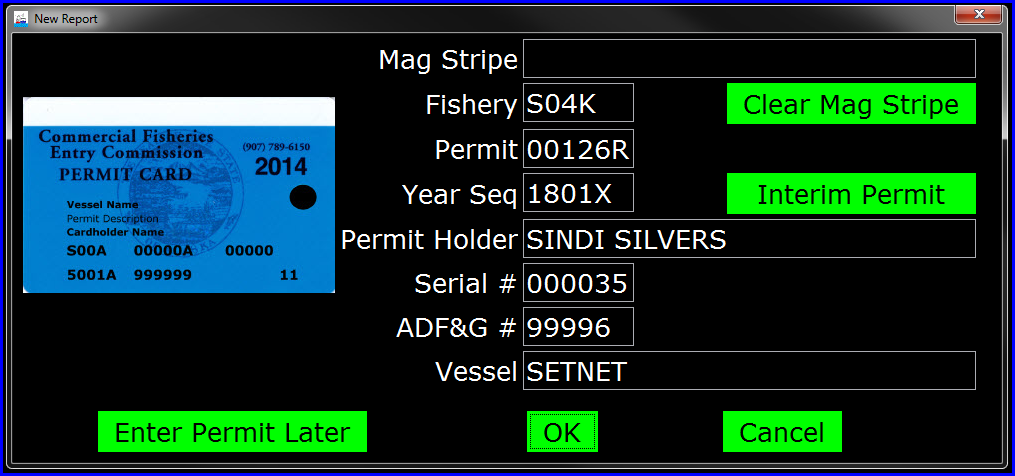 New Report
Mag Stripe
Fishery S04K Clear Mag Stripe
Permit 00126R
Year Seq 1801X Interim Permit
Permit Holder SINDI SILVERS
Serial # 000035
ADF&G # 99996
Vessel SETNET
Commercial Fisheries
Entry Commission
(907) 789-6150
PERMIT CARD
2014
Vessel Name
Permit Description
Cardholder Name
S00A 00000A 00000
5001A 999999 11
Enter Permit Later OK Cancel